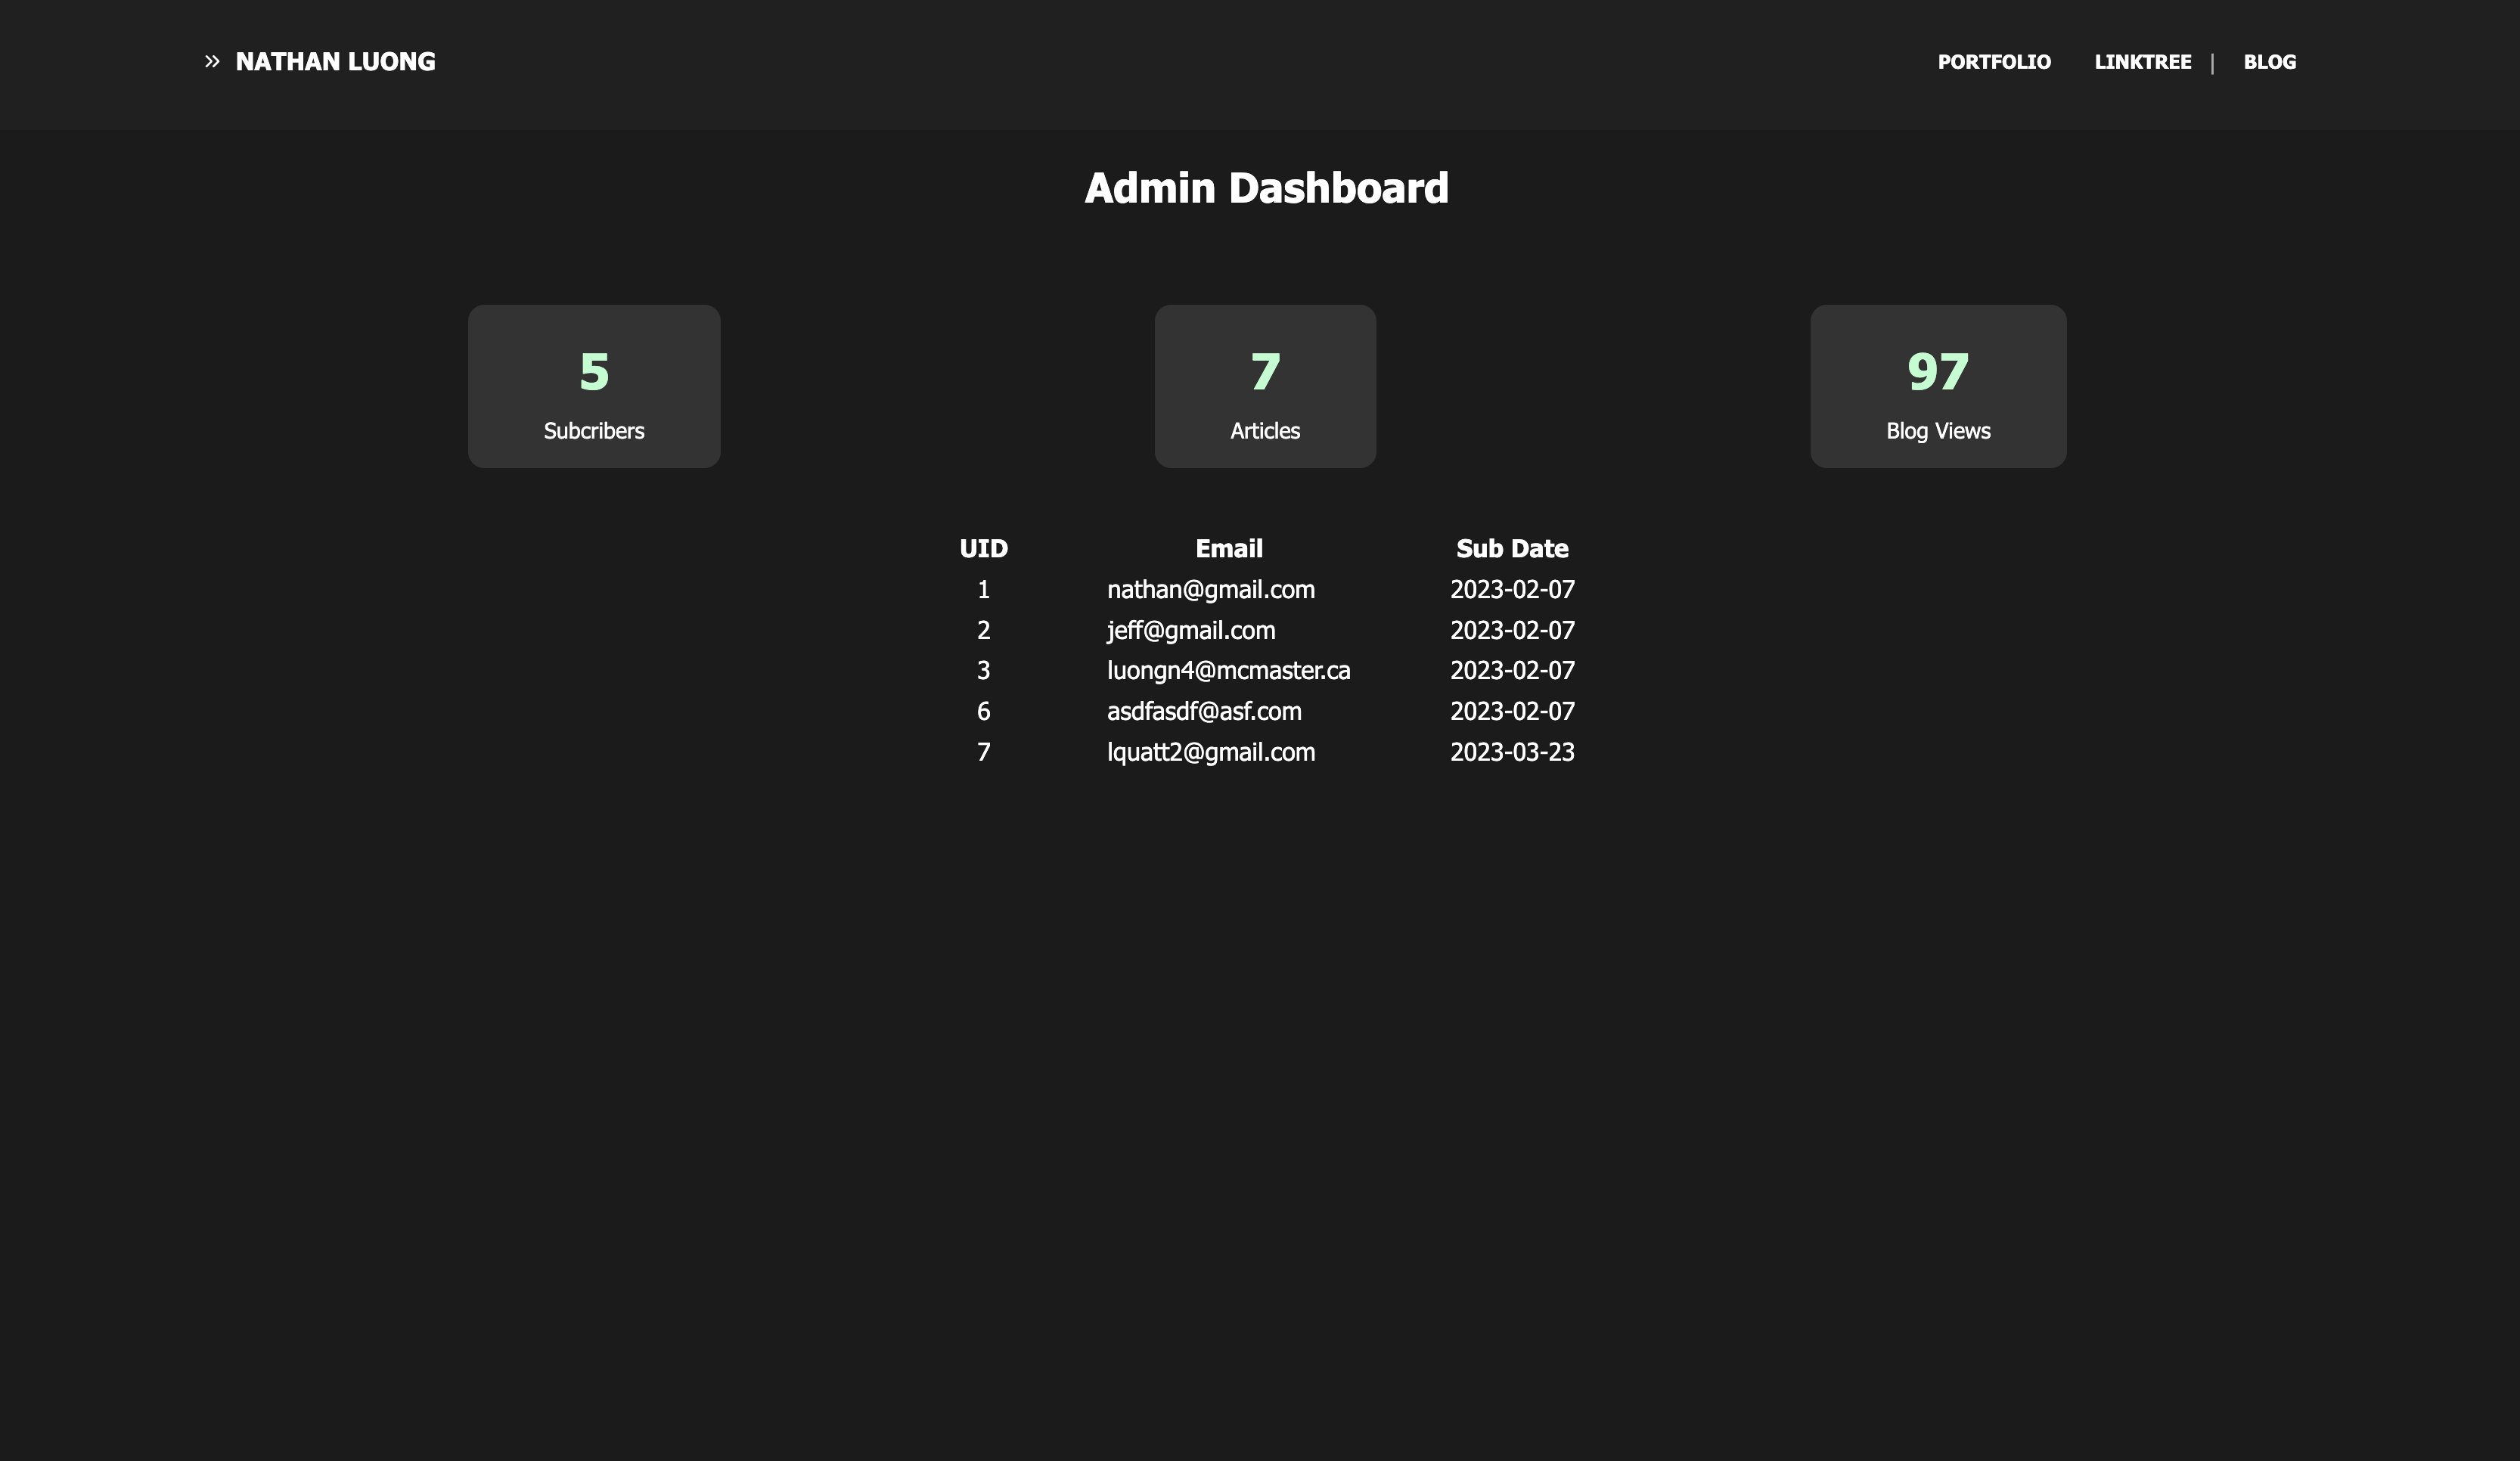 » NATHAN LUONG PORTFOLIO LINKTREE | BLOG
Admin Dashboard
5 7 97
Subcribers Articles Blog Views
UID Email Sub Date
1 nathan@gmail.com 2023-02-07
2 jeff@gmail.com 2023-02-07
3 luongn4@mcmaster.ca 2023-02-07
6 asdfasdf@asf.com 2023-02-07
7 lquatt2@gmail.com 2023-03-23